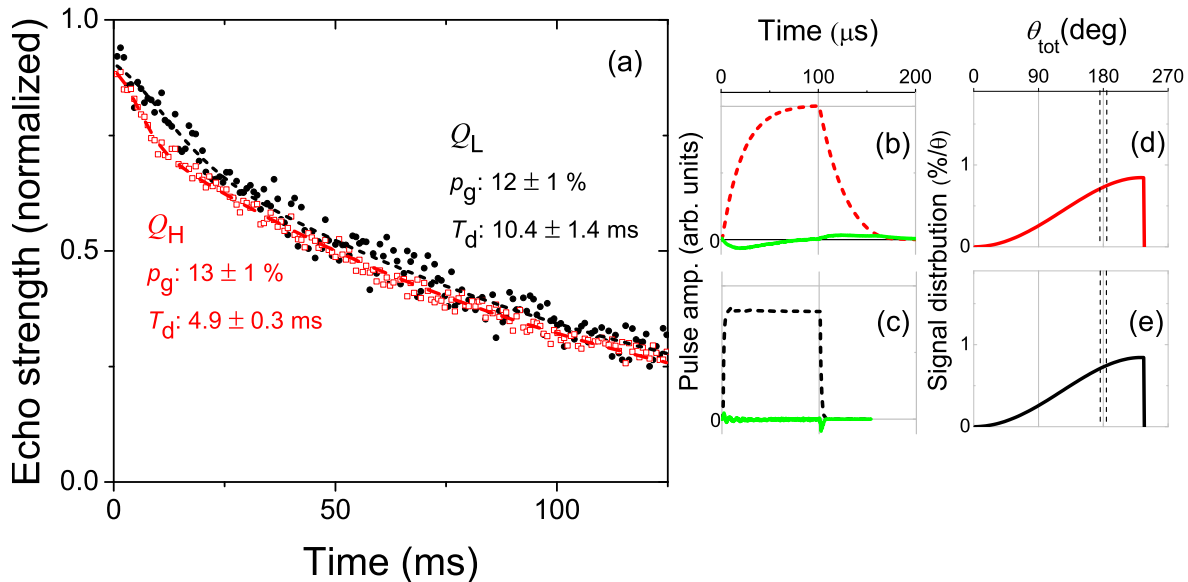 1.0
0.5
0.0
Echo strength (normalized)
(a)
Q_L
p_g: 12 ± 1 %
T_d: 10.4 ± 1.4 ms
Q_H
p_g: 13 ± 1 %
T_d: 4.9 ± 0.3 ms
0
50
100
Time (ms)
Time (μs)
0
100
200
Pulse amp. (arb. units)
(b)
0
(c)
0
θ_tot(deg)
0
90
180
270
Signal distribution (%/θ)
(d)
1
0
(e)
1
0